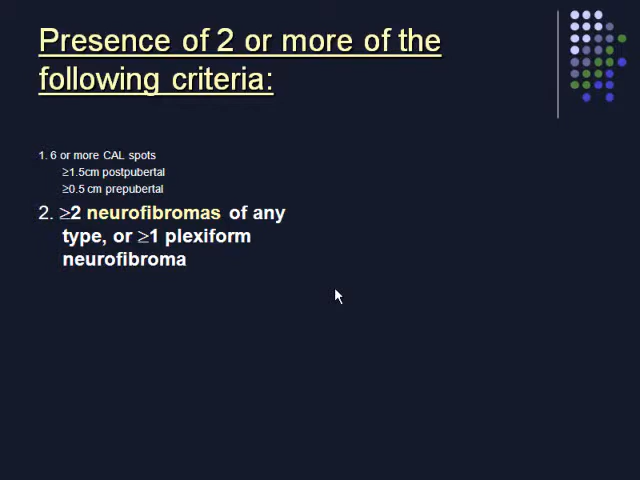 Presence of 2 or more of the
following criteria:
1. 6 or more CAL spots
≥1.5cm postpubertal
≥0.5 cm prepubertal
2. ≥2 neurofibromas of any
type, or ≥1 plexiform
neurofibroma